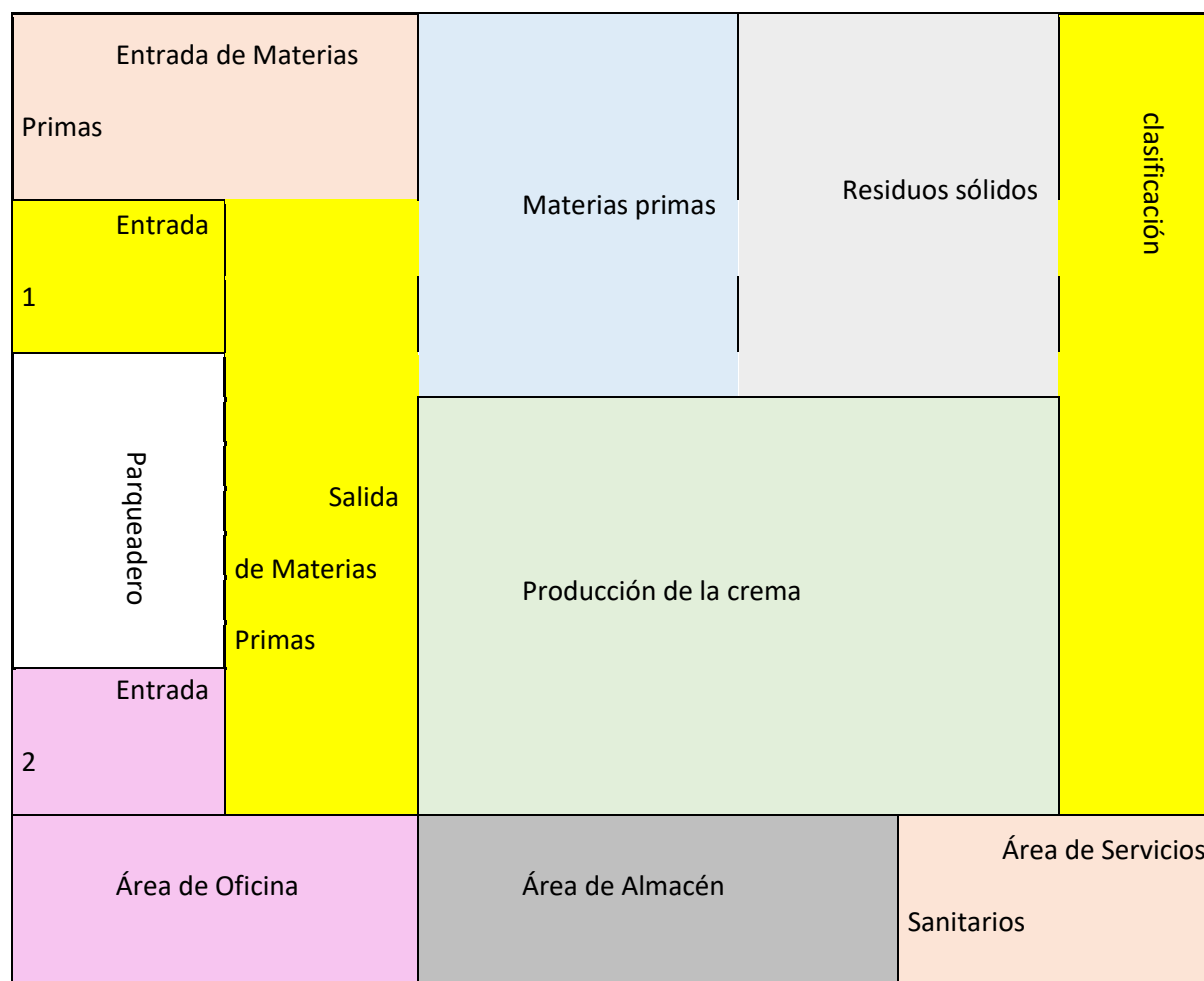 Entrada de Materias
Primas
Materias primas
Residuos sólidos
clasificación
Entrada
1
Parqueadero
Salida
de Materias
Primas
Producción de la crema
Entrada
2
Área de Oficina
Área de Almacén
Área de Servicios
Sanitarios